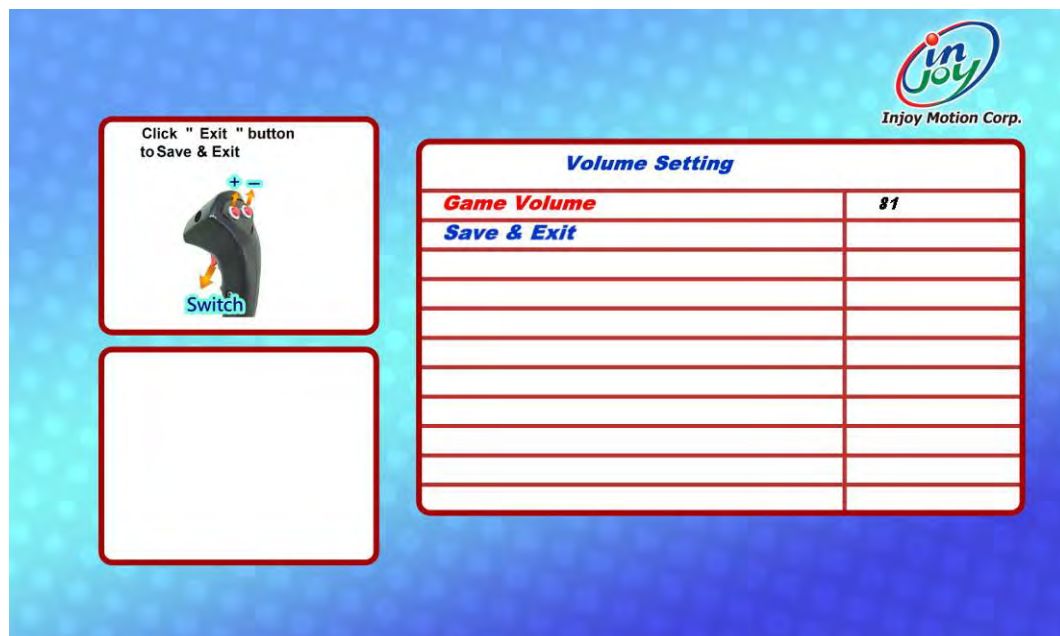 in
joy
Injoy Motion Corp.
Click " Exit " button
to Save & Exit
+ −
Switch
Volume Setting
Game Volume 81
Save & Exit